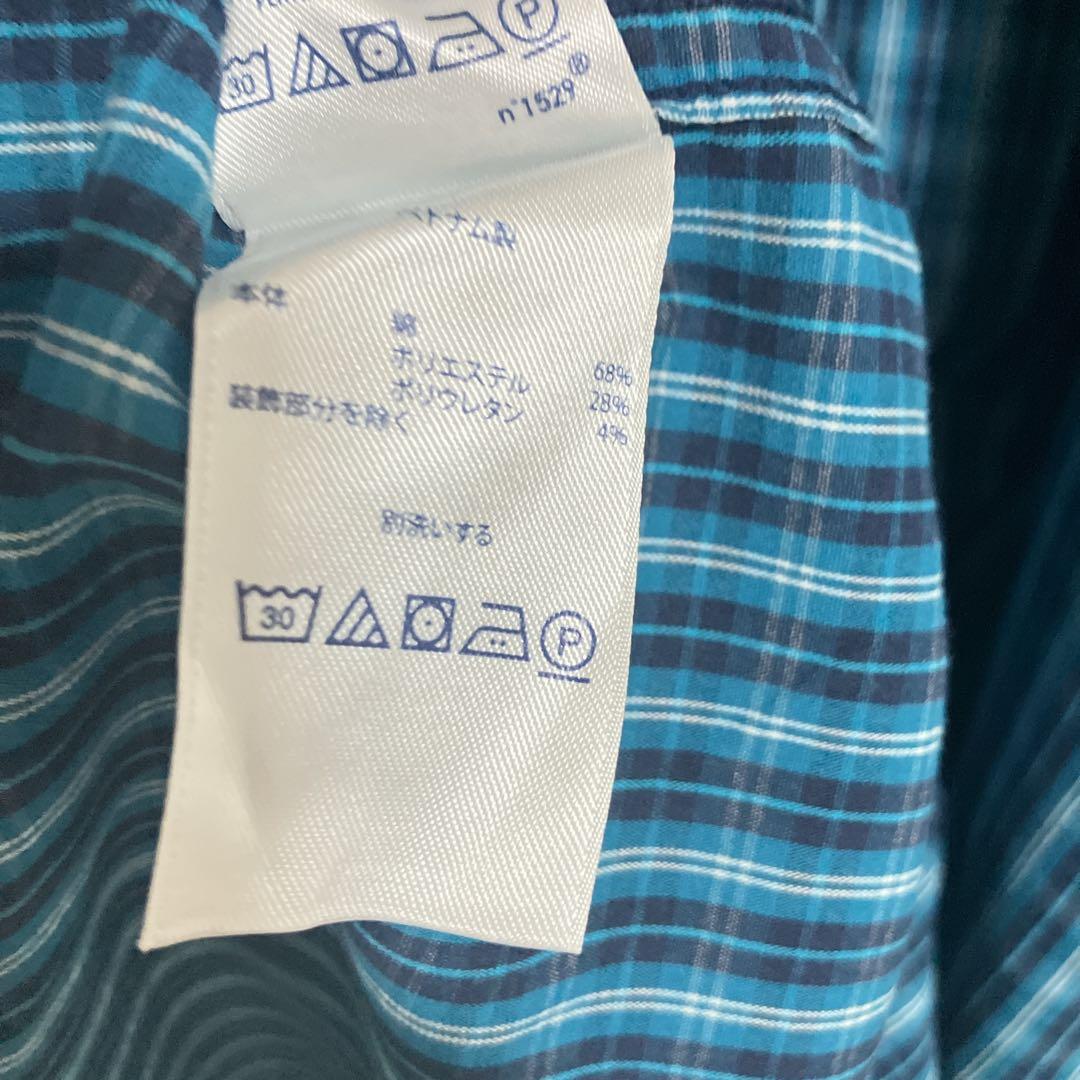 30 P
n°1529®
ベトナム製
本体
綿 68%
ポリエステル 28%
ポリウレタン 4%
装飾部分を除く
別洗いする
30 P